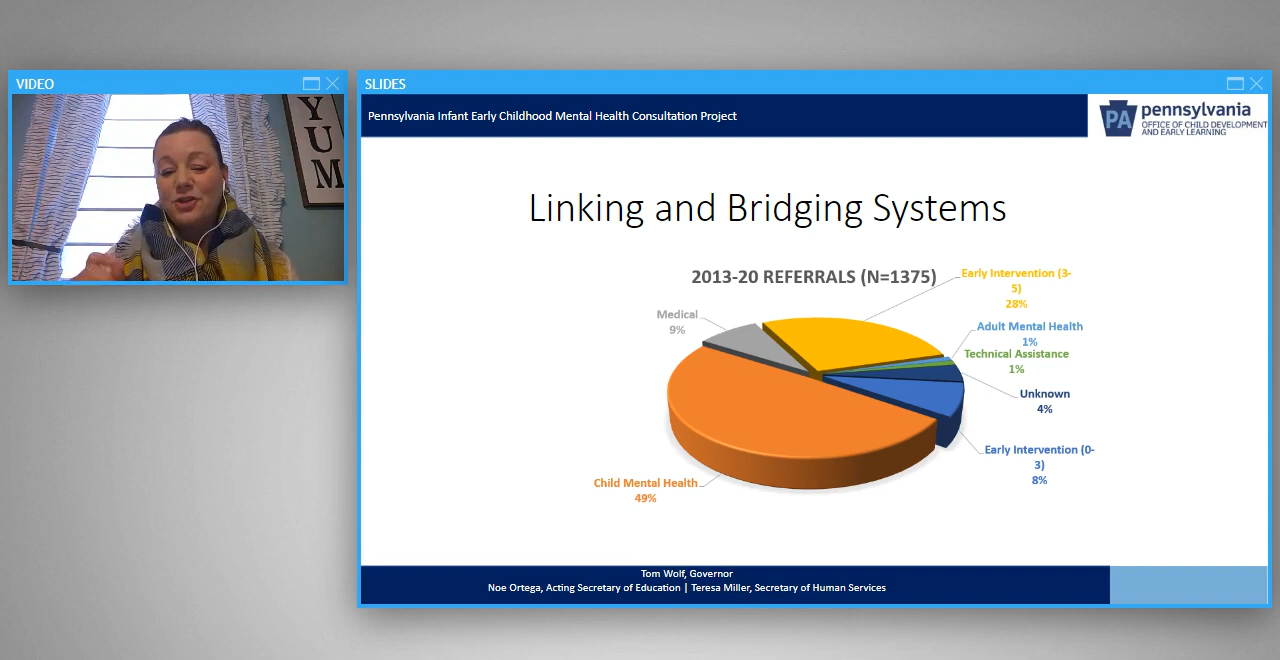 VIDEO
YUM
SLIDES
Pennsylvania Infant Early Childhood Mental Health Consultation Project
PA pennsylvania
OFFICE OF CHILD DEVELOPMENT
AND EARLY LEARNING
Linking and Bridging Systems
2013-20 REFERRALS (N=1375)
Early Intervention (3-
5)
28%
Medical
9%
Adult Mental Health
1%
Technical Assistance
1%
Unknown
4%
Early Intervention (0-
3)
8%
Child Mental Health
49%
Tom Wolf, Governor
Noe Ortega, Acting Secretary of Education | Teresa Miller, Secretary of Human Services